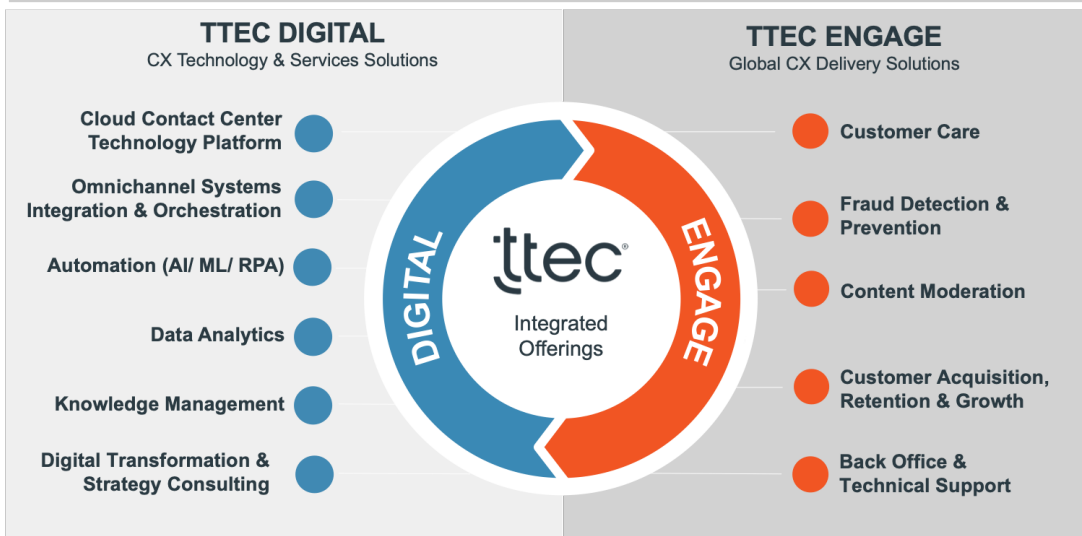 TTEC DIGITAL
CX Technology & Services Solutions
Cloud Contact Center
Technology Platform
Omnichannel Systems
Integration & Orchestration
Automation (AI/ ML/ RPA)
Data Analytics
Knowledge Management
Digital Transformation &
Strategy Consulting
DIGITAL
ttec®
Integrated
Offerings
ENGAGE
TTEC ENGAGE
Global CX Delivery Solutions
Customer Care
Fraud Detection &
Prevention
Content Moderation
Customer Acquisition,
Retention & Growth
Back Office &
Technical Support